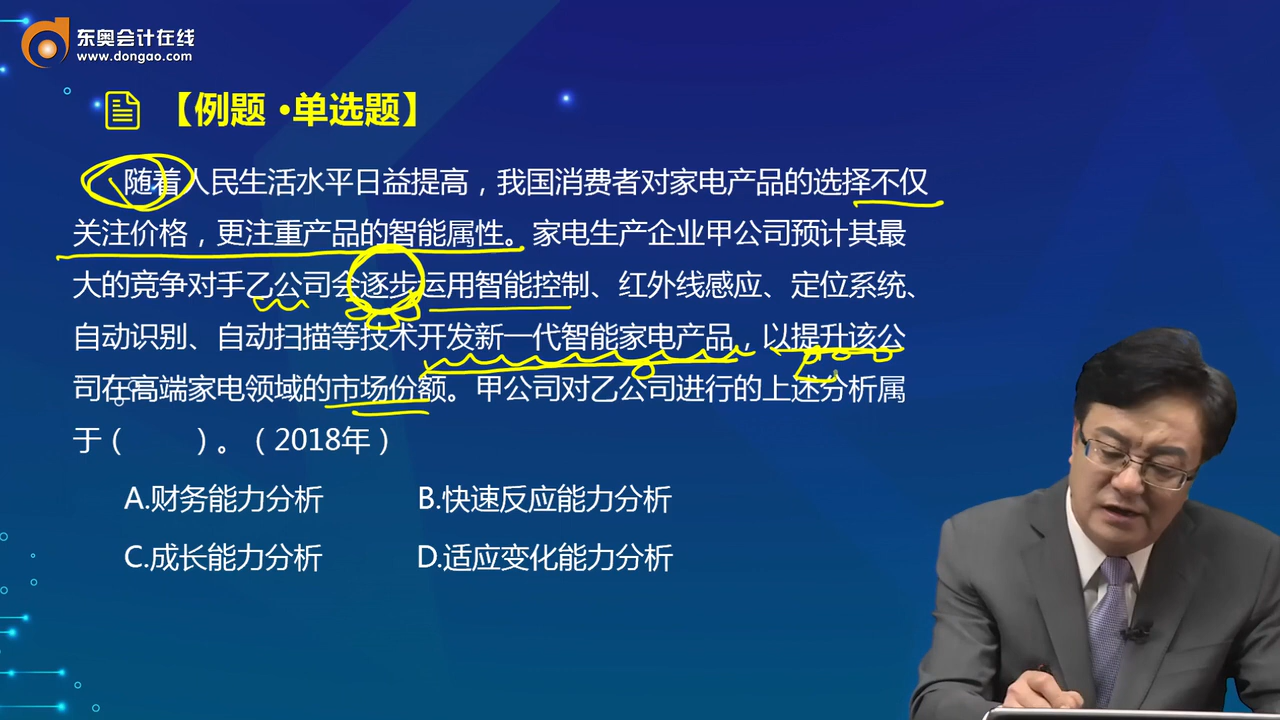 东奥会计在线
www.dongao.com
【例题·单选题】
随着人民生活水平日益提高，我国消费者对家电产品的选择不仅
关注价格，更注重产品的智能属性。家电生产企业甲公司预计其最
大的竞争对手乙公司会逐步运用智能控制、红外线感应、定位系统、
自动识别、自动扫描等技术开发新一代智能家电产品，以提升该公
司在高端家电领域的市场份额。甲公司对乙公司进行的上述分析属
于（　　）。（2018年）
A.财务能力分析　　B.快速反应能力分析
C.成长能力分析　　D.适应变化能力分析